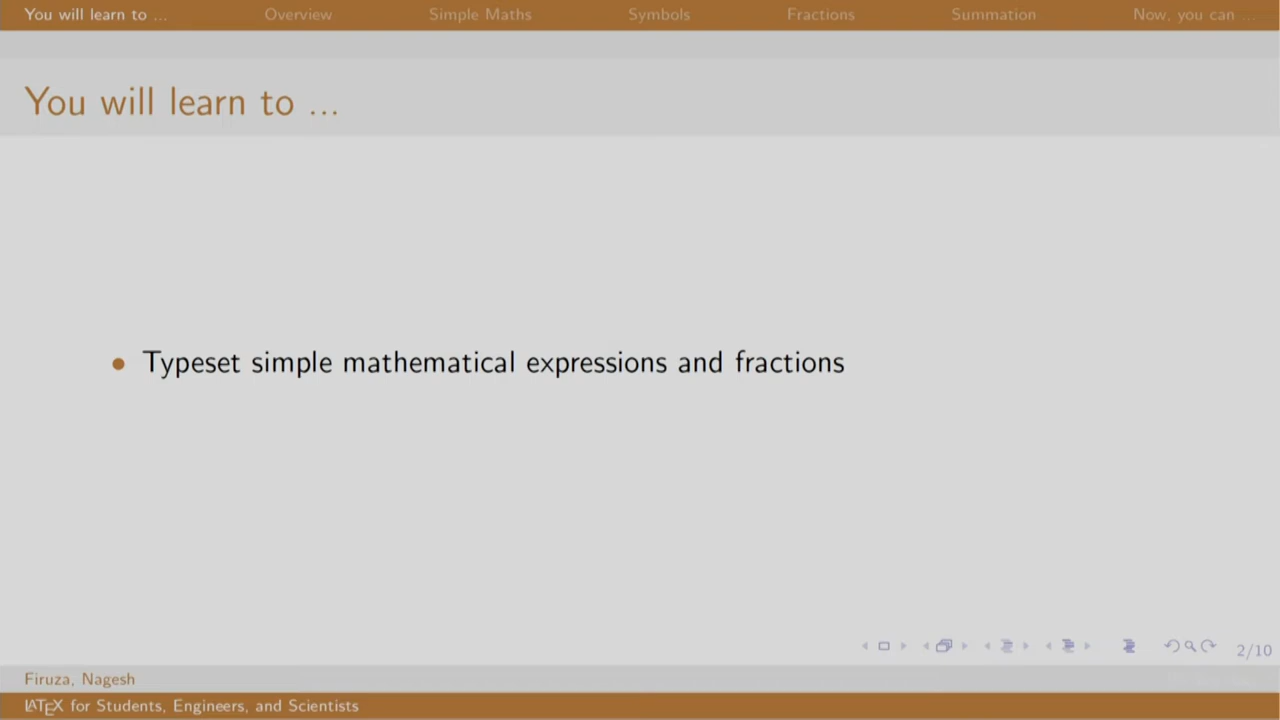 You will learn to ... Overview Simple Maths Symbols Fractions Summation Now, you can ...
You will learn to ...
• Typeset simple mathematical expressions and fractions
2/10
Firuza, Nagesh
LATEX for Students, Engineers, and Scientists